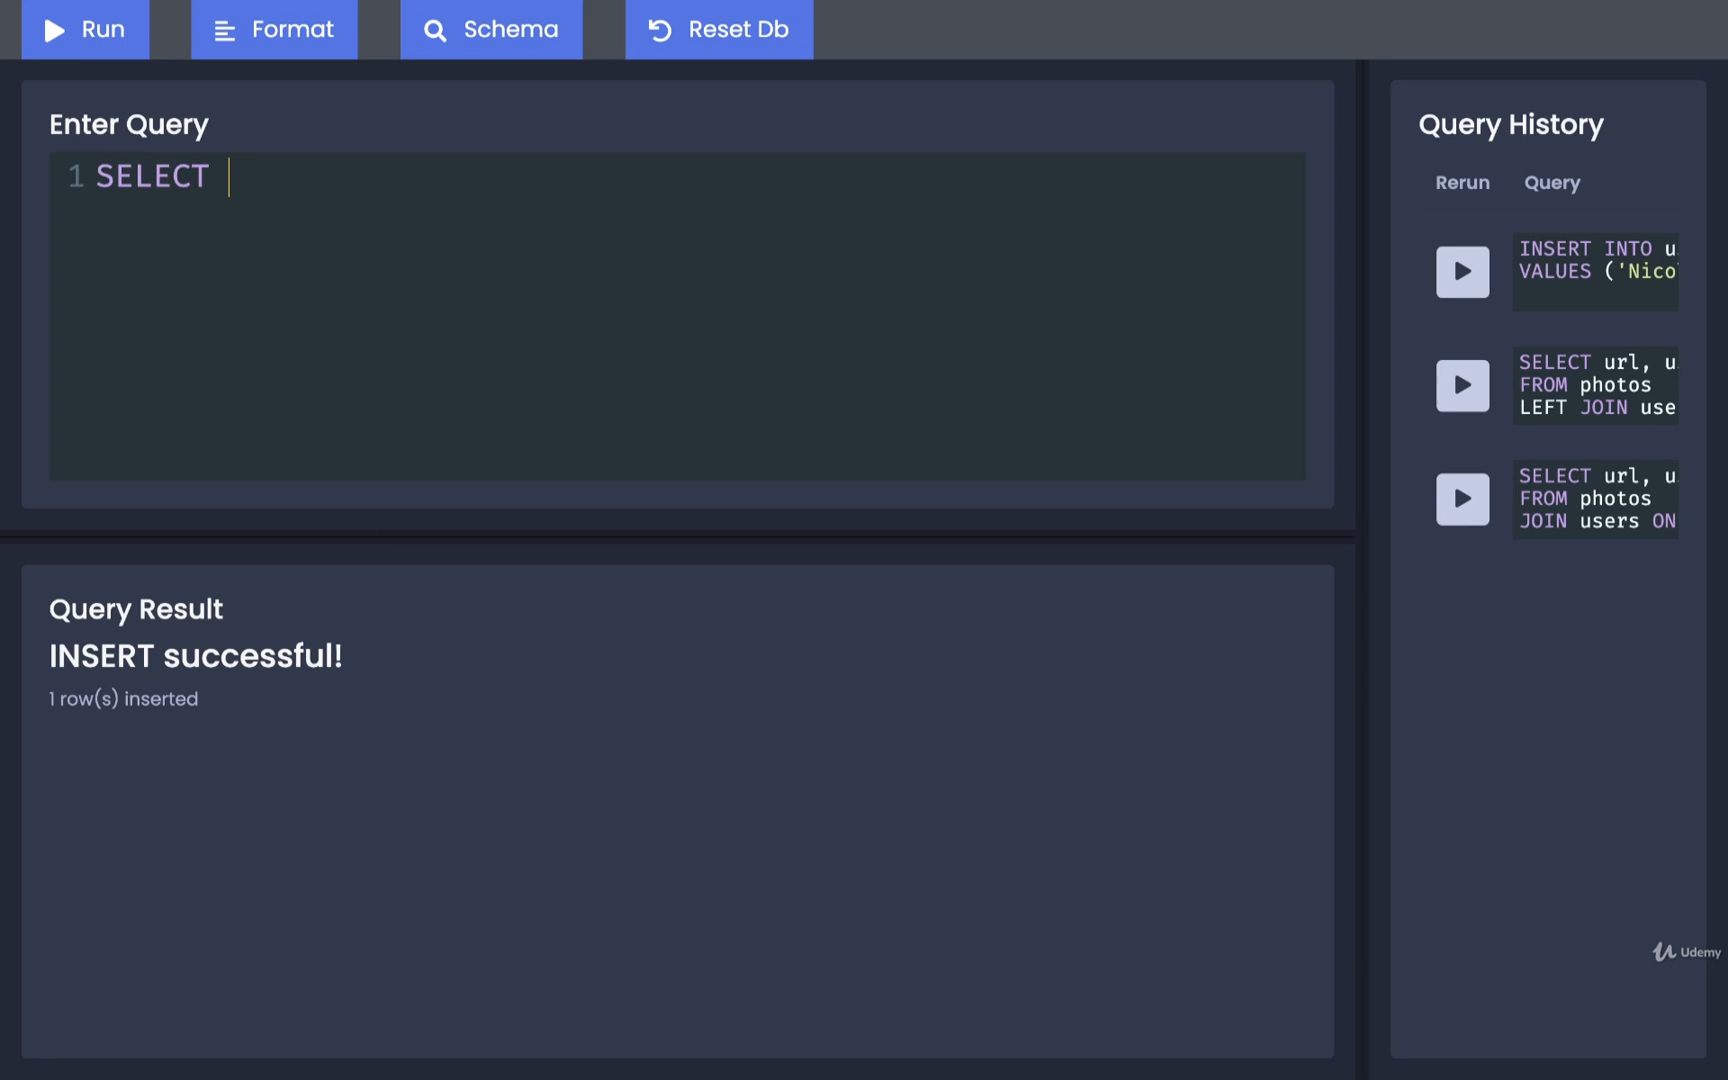 Run
Format
Schema
Reset Db
Enter Query
1 SELECT
Query Result
INSERT successful!
1 row(s) inserted
Query History
Rerun Query
INSERT INTO u
VALUES ('Nico
SELECT url, u
FROM photos
LEFT JOIN use
SELECT url, u
FROM photos
JOIN users ON
Udemy